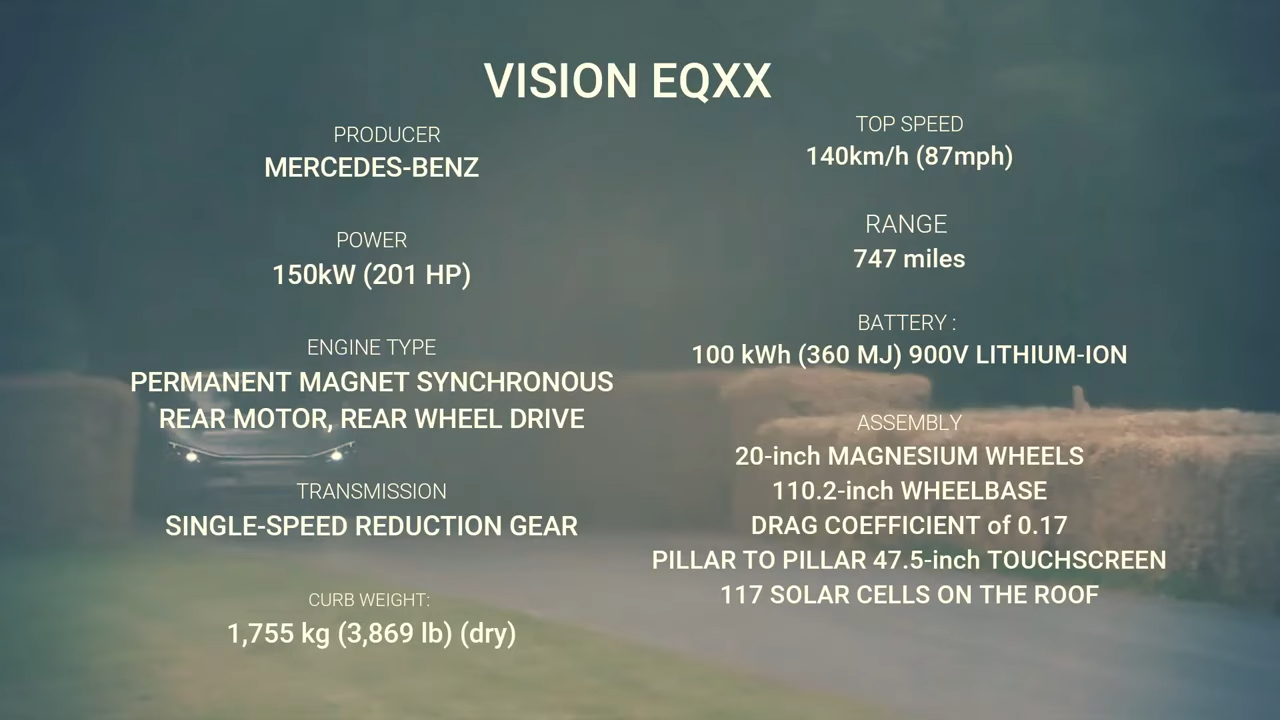 VISION EQXX
PRODUCER
MERCEDES-BENZ
POWER
150kW (201 HP)
ENGINE TYPE
PERMANENT MAGNET SYNCHRONOUS
REAR MOTOR, REAR WHEEL DRIVE
TRANSMISSION
SINGLE-SPEED REDUCTION GEAR
CURB WEIGHT:
1,755 kg (3,869 lb) (dry)
TOP SPEED
140km/h (87mph)
RANGE
747 miles
BATTERY :
100 kWh (360 MJ) 900V LITHIUM-ION
ASSEMBLY
20-inch MAGNESIUM WHEELS
110.2-inch WHEELBASE
DRAG COEFFICIENT of 0.17
PILLAR TO PILLAR 47.5-inch TOUCHSCREEN
117 SOLAR CELLS ON THE ROOF